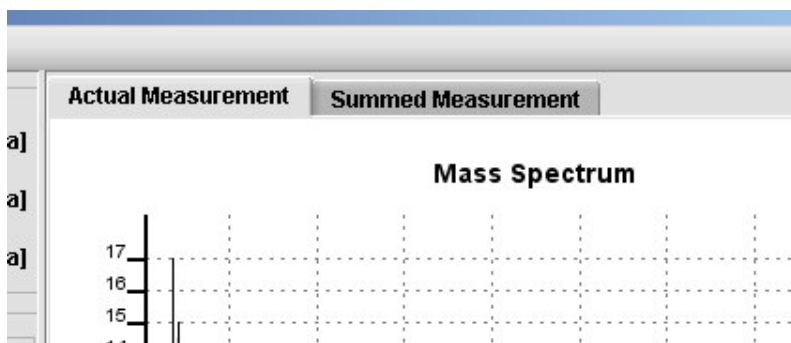 Actual Measurement Summed Measurement
a]
Mass Spectrum
a]
17
a]
16
15